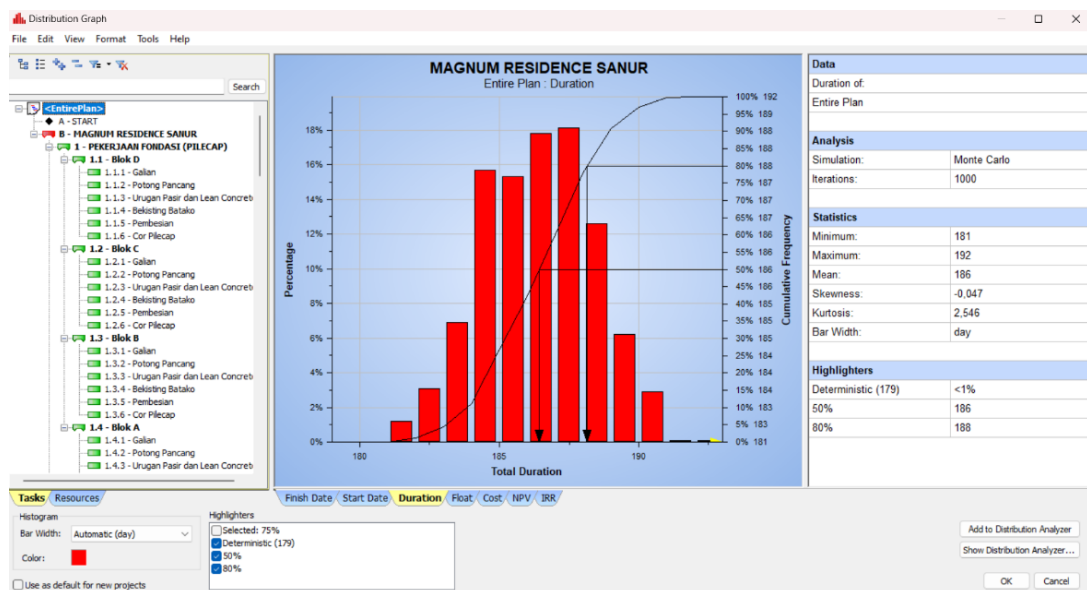 Distribution Graph
File Edit View Format Tools Help
Search
<EntirePlan>
A - START
B - MAGNUM RESIDENCE SANUR
1 - PEKERJAAN FONDASI (PILECAP)
1.1 - Blok D
1.1.1 - Galian
1.1.2 - Potong Pancang
1.1.3 - Urugan Pasir dan Lean Concret
1.1.4 - Bekisting Batako
1.1.5 - Pembesian
1.1.6 - Cor Pilecap
1.2 - Blok C
1.2.1 - Galian
1.2.2 - Potong Pancang
1.2.3 - Urugan Pasir dan Lean Concret
1.2.4 - Bekisting Batako
1.2.5 - Pembesian
1.2.6 - Cor Pilecap
1.3 - Blok B
1.3.1 - Galian
1.3.2 - Potong Pancang
1.3.3 - Urugan Pasir dan Lean Concret
1.3.4 - Bekisting Batako
1.3.5 - Pembesian
1.3.6 - Cor Pilecap
1.4 - Blok A
1.4.1 - Galian
1.4.2 - Potong Pancang
1.4.3 - Urugan Pasir dan Lean Concret
MAGNUM RESIDENCE SANUR
Entire Plan : Duration
Percentage
18%
16%
14%
12%
10%
8%
6%
4%
2%
0%
180 185 190
Total Duration
100% 192
95% 189
90% 188
85% 188
80% 188
75% 187
70% 187
65% 187
60% 187
55% 186
50% 186
45% 186
40% 185
35% 185
30% 185
25% 184
20% 184
15% 184
10% 183
5% 183
0% 181
Cumulative Frequency
Data
Duration of:
Entire Plan
Analysis
Simulation: Monte Carlo
Iterations: 1000
Statistics
Minimum: 181
Maximum: 192
Mean: 186
Skewness: -0,047
Kurtosis: 2,546
Bar Width: day
Highlighters
Deterministic (179) <1%
50% 186
80% 188
Tasks Resources
Finish Date Start Date Duration Float Cost NPV IRR
Histogram
Bar Width: Automatic (day)
Color:
Use as default for new projects
Highlighters
Selected: 75%
Deterministic (179)
50%
80%
Add to Distribution Analyzer
Show Distribution Analyzer...
OK Cancel